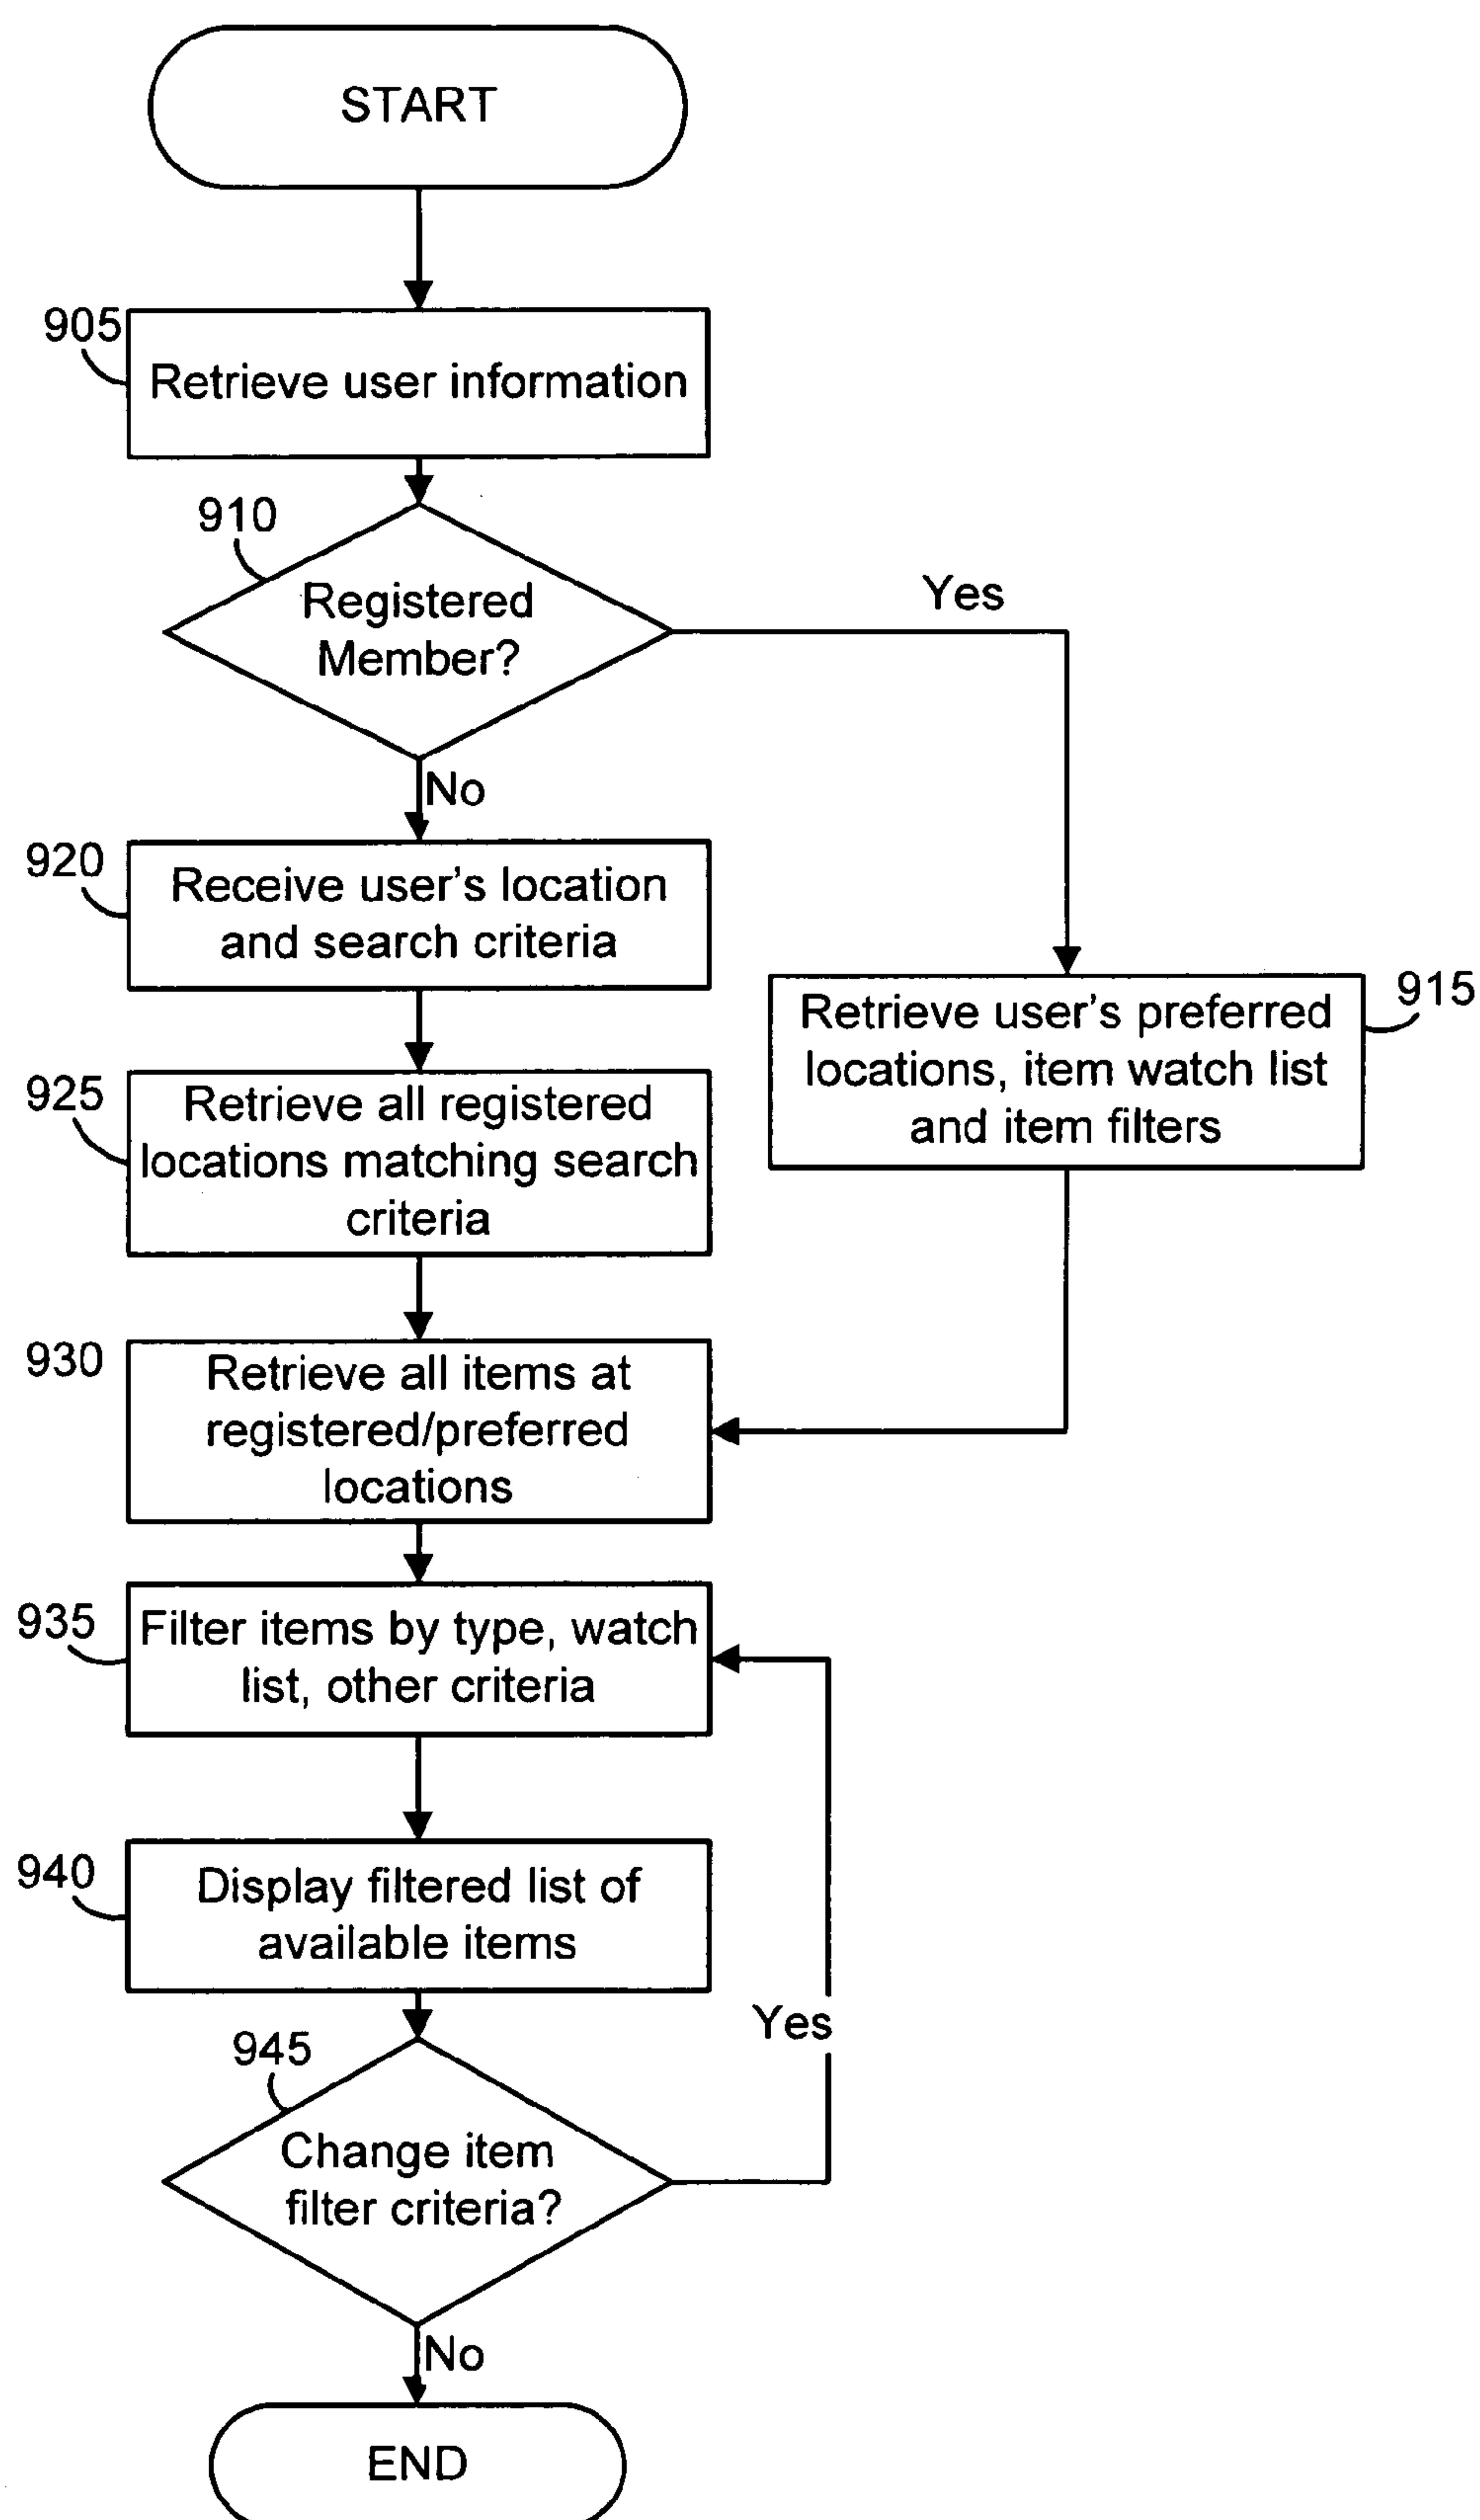 START
905
Retrieve user information
910
Registered
Member?
Yes
No
920
Receive user's location
and search criteria
915
Retrieve user's preferred
locations, item watch list
and item filters
925
Retrieve all registered
locations matching search
criteria
930
Retrieve all items at
registered/preferred
locations
935
Filter items by type, watch
list, other criteria
940
Display filtered list of
available items
Yes
945
Change item
filter criteria?
No
END